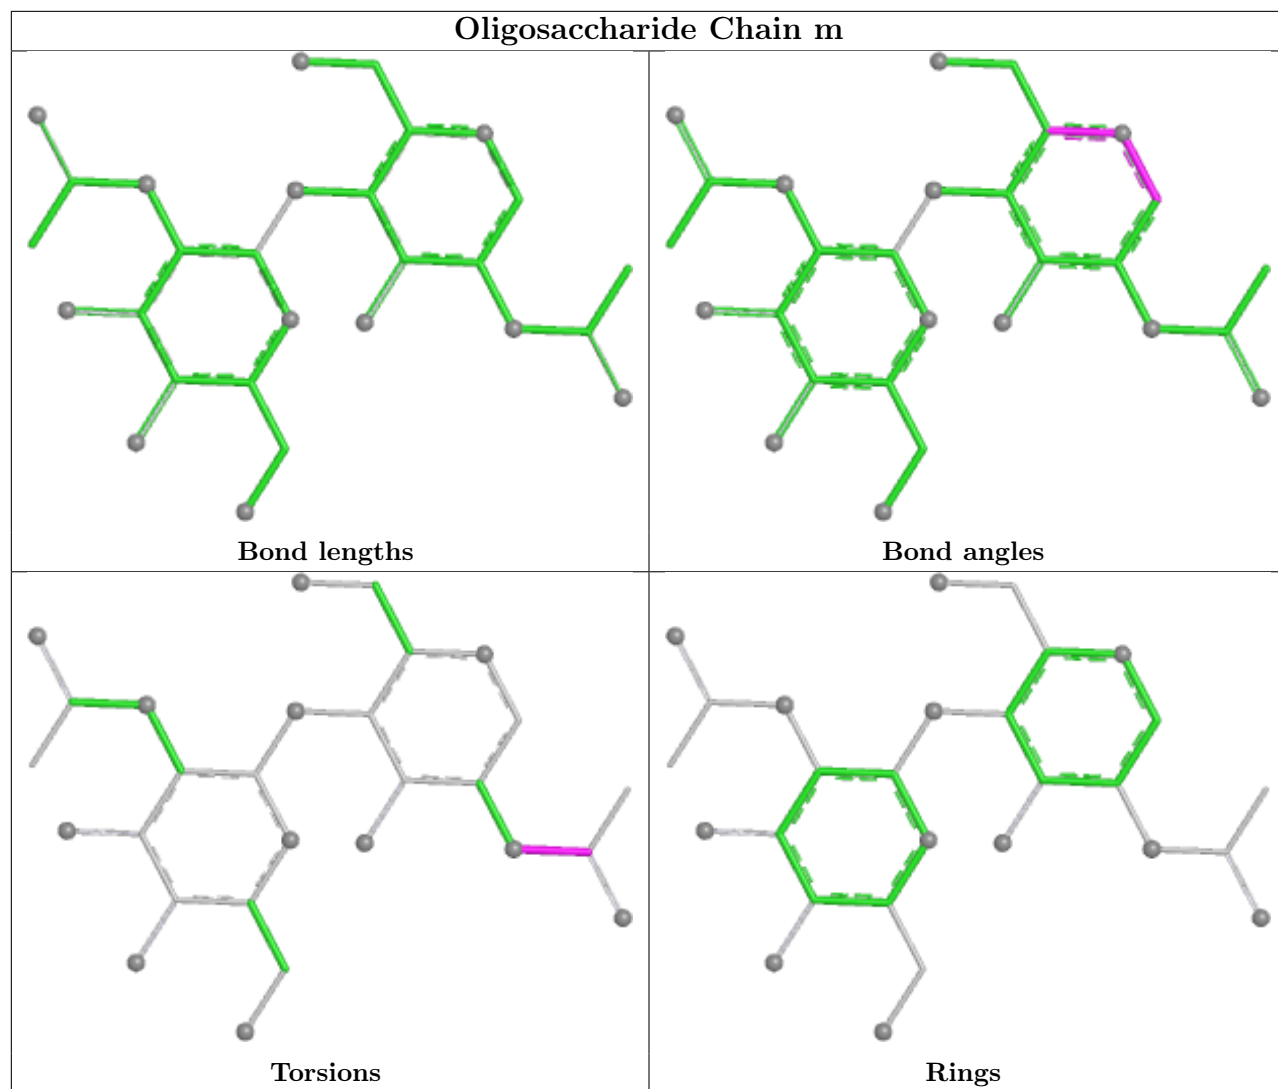 Oligosaccharide Chain m
Bond lengths
Bond angles
Torsions
Rings